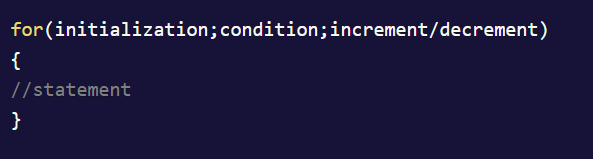 for(initialization;condition;increment/decrement)
{
//statement
}